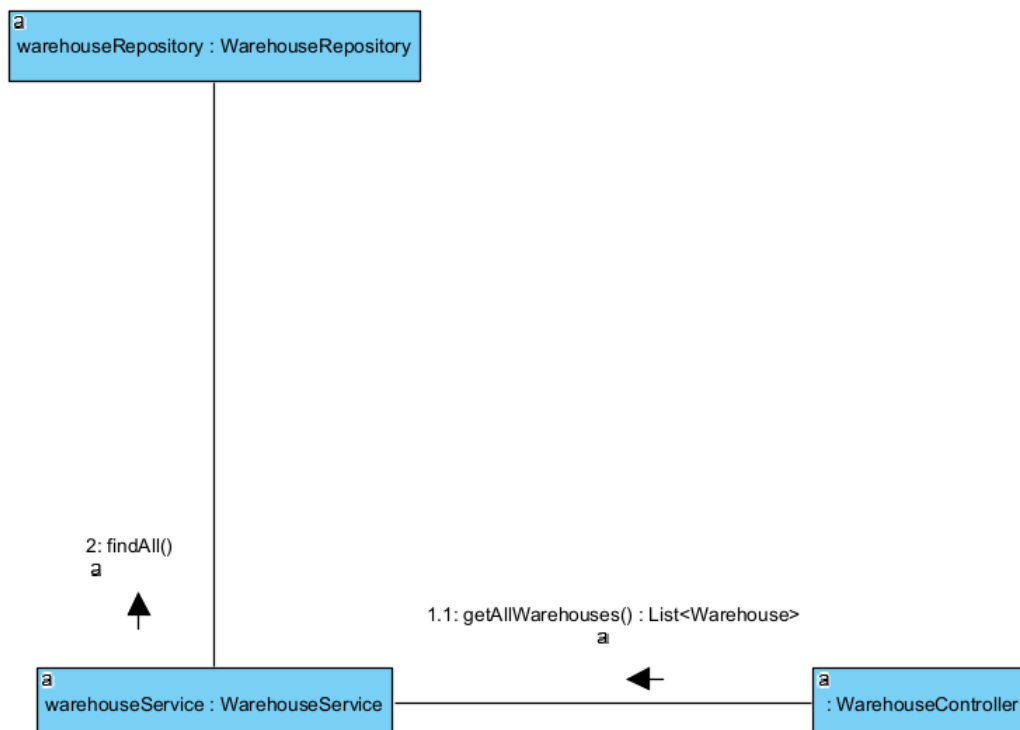 a
warehouseRepository : WarehouseRepository
2: findAll()
a
1.1: getAllWarehouses() : List<Warehouse>
a
a
warehouseService : WarehouseService
a
: WarehouseController